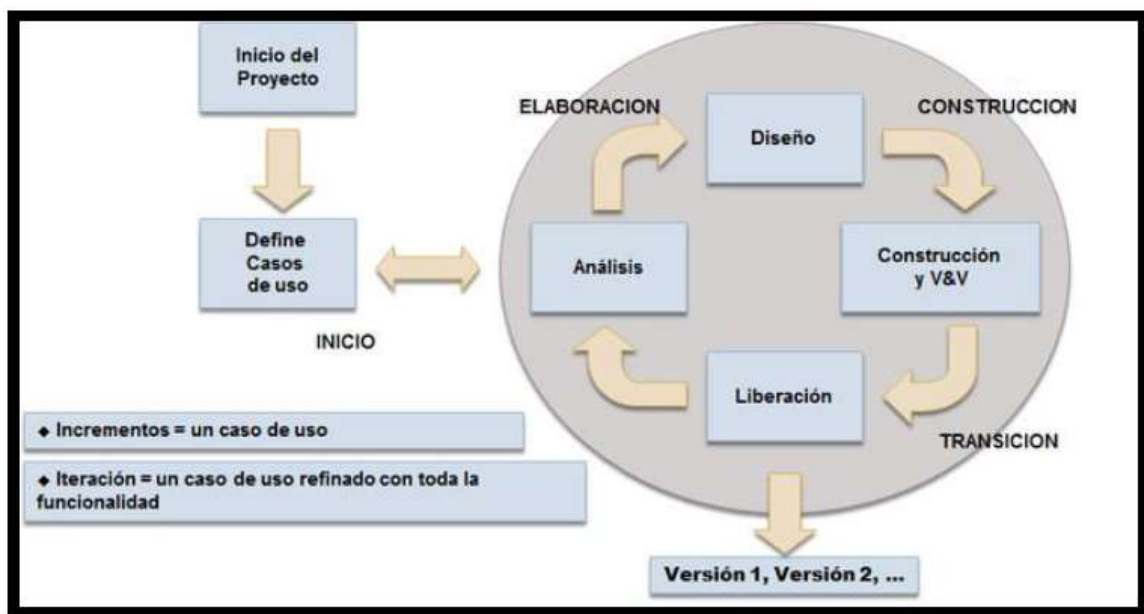 Inicio del
Proyecto
ELABORACION
CONSTRUCCION
Diseño
Define
Casos
de uso
Análisis
Construcción
y V&V
INICIO
Liberación
TRANSICION
◆ Incrementos = un caso de uso
◆ Iteración = un caso de uso refinado con toda la
funcionalidad
Versión 1, Versión 2, ...